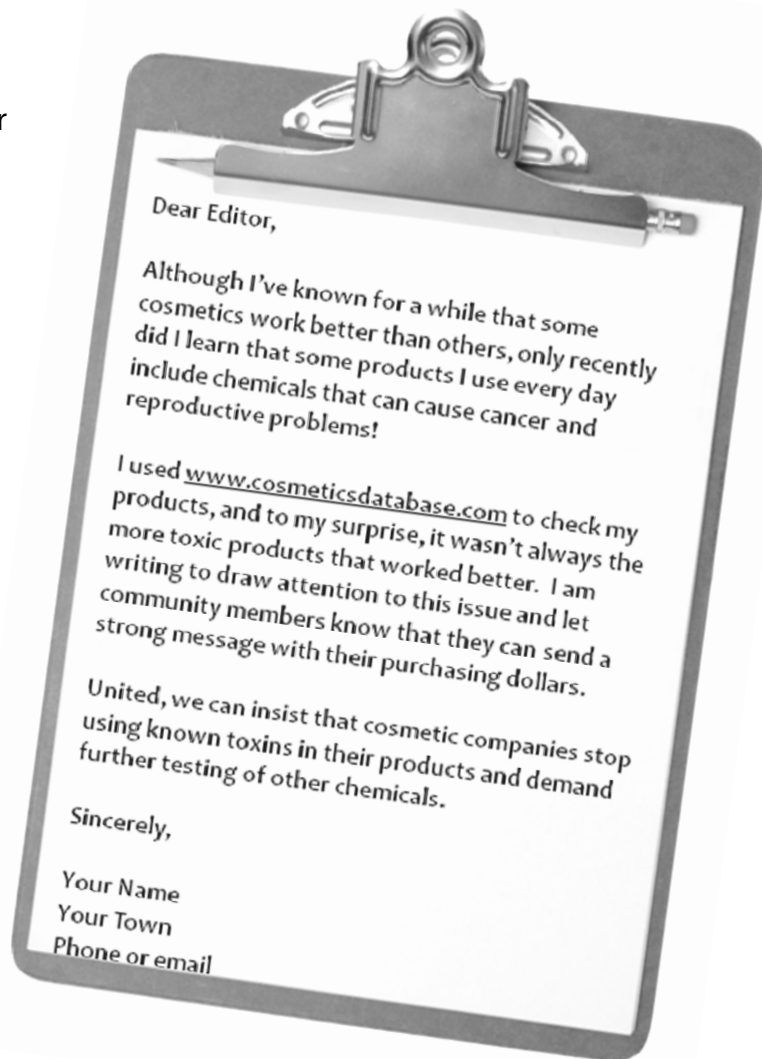 r
Dear Editor,
Although I've known for a while that some
cosmetics work better than others, only recently
did I learn that some products I use every day
include chemicals that can cause cancer and
reproductive problems!
I used www.cosmeticsdatabase.com to check my
products, and to my surprise, it wasn't always the
more toxic products that worked better.  I am
writing to draw attention to this issue and let
community members know that they can send a
strong message with their purchasing dollars.
United, we can insist that cosmetic companies stop
using known toxins in their products and demand
further testing of other chemicals.
Sincerely,
Your Name
Your Town
Phone or email